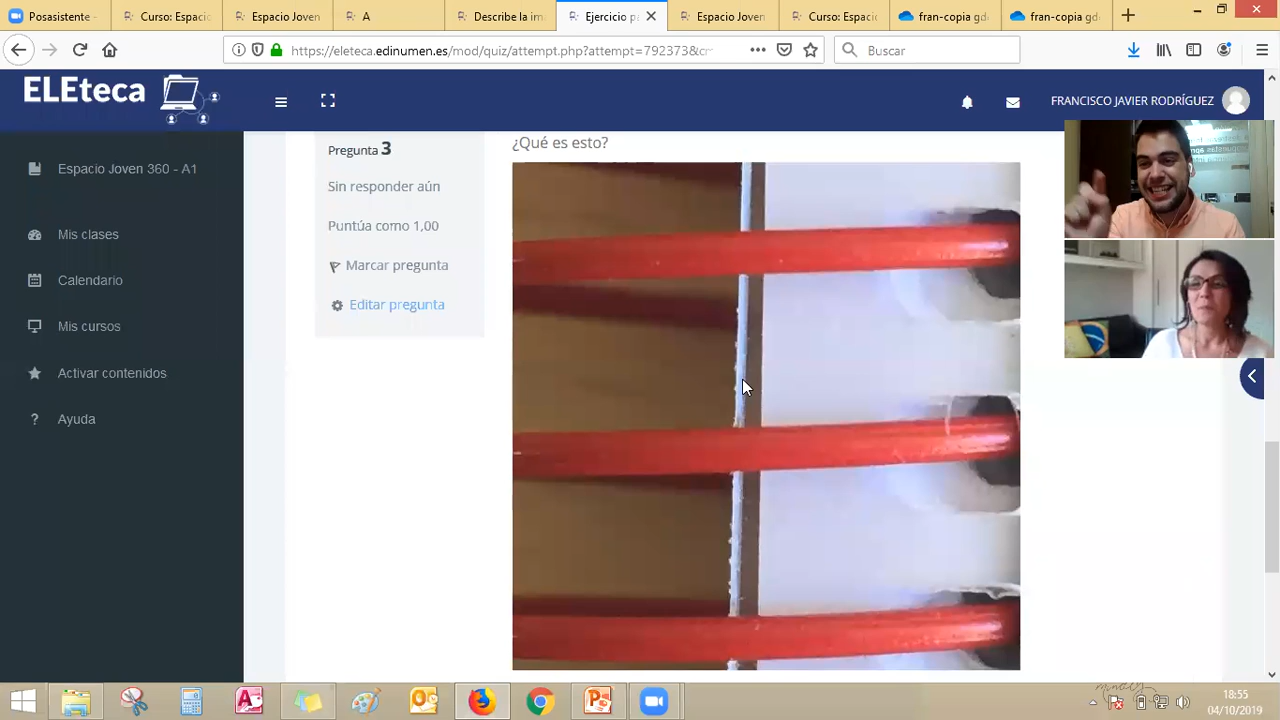 Posasistente
Curso: Espacio
Espacio Joven
A
Describe la im
Ejercicio p
Espacio Joven
Curso: Espacio
fran-copia gd
fran-copia gd
https://eleteca.edinumen.es/mod/quiz/attempt.php?attempt=792373&c
Buscar
ELEteca
FRANCISCO JAVIER RODRÍGUEZ
Espacio Joven 360 - A1
Mis clases
Calendario
Mis cursos
Activar contenidos
Ayuda
Pregunta 3
Sin responder aún
Puntúa como 1,00
Marcar pregunta
Editar pregunta
¿Qué es esto?
18:55
04/10/2019